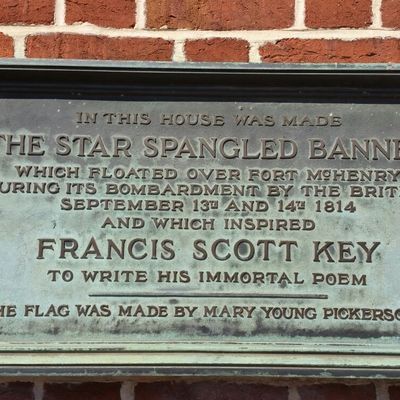 IN THIS HOUSE WAS MADE
THE STAR SPANGLED BANNE
WHICH FLOATED OVER FORT McHENRY
URING ITS BOMBARDMENT BY THE BRIT
SEPTEMBER 13TH AND 14TH 1814
AND WHICH INSPIRED
FRANCIS SCOTT KEY
TO WRITE HIS IMMORTAL POEM
HE FLAG WAS MADE BY MARY YOUNG PICKERSG